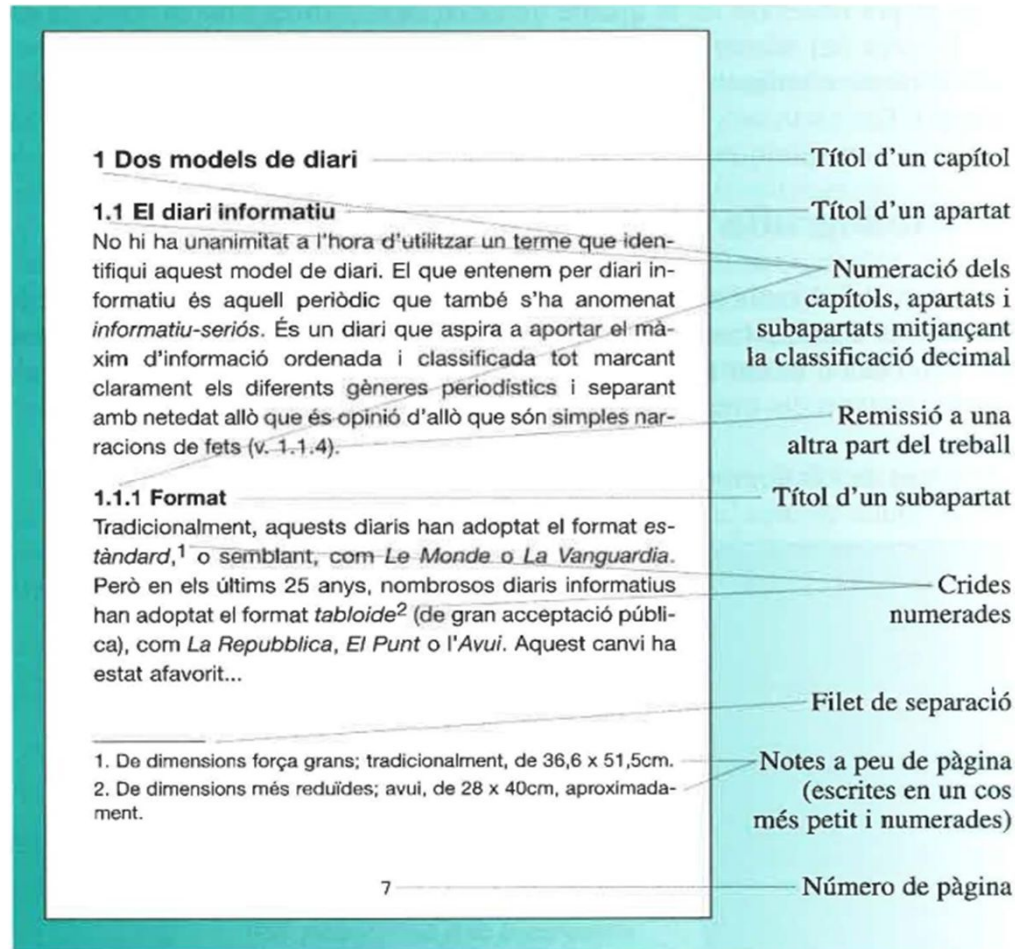 1 Dos models de diari
1.1 El diari informatiu
No hi ha unanimitat a l'hora d'utilitzar un terme que iden-
tifiqui aquest model de diari. El que entenem per diari in-
formatiu és aquell periòdic que també s'ha anomenat
informatiu-seriós. És un diari que aspira a aportar el mà-
xim d'informació ordenada i classificada tot marcant
clarament els diferents gèneres periodístics i separant
amb netedat allò que és opinió d'allò que són simples nar-
racions de fets (v. 1.1.4).
1.1.1 Format
Tradicionalment, aquests diaris han adoptat el format es-
tàndard,1 o semblant, com Le Monde o La Vanguardia.
Però en els últims 25 anys, nombrosos diaris informatius
han adoptat el format tabloide2 (de gran acceptació públi-
ca), com La Repubblica, El Punt o l'Avui. Aquest canvi ha
estat afavorit...
1. De dimensions força grans; tradicionalment, de 36,6 x 51,5cm.
2. De dimensions més reduïdes; avui, de 28 x 40cm, aproximada-
ment.
7
Títol d'un capítol
Títol d'un apartat
Numeració dels
capítols, apartats i
subapartats mitjançant
la classificació decimal
Remissió a una
altra part del treball
Títol d'un subapartat
Crides
numerades
Filet de separació
Notes a peu de pàgina
(escrites en un cos
més petit i numerades)
Número de pàgina